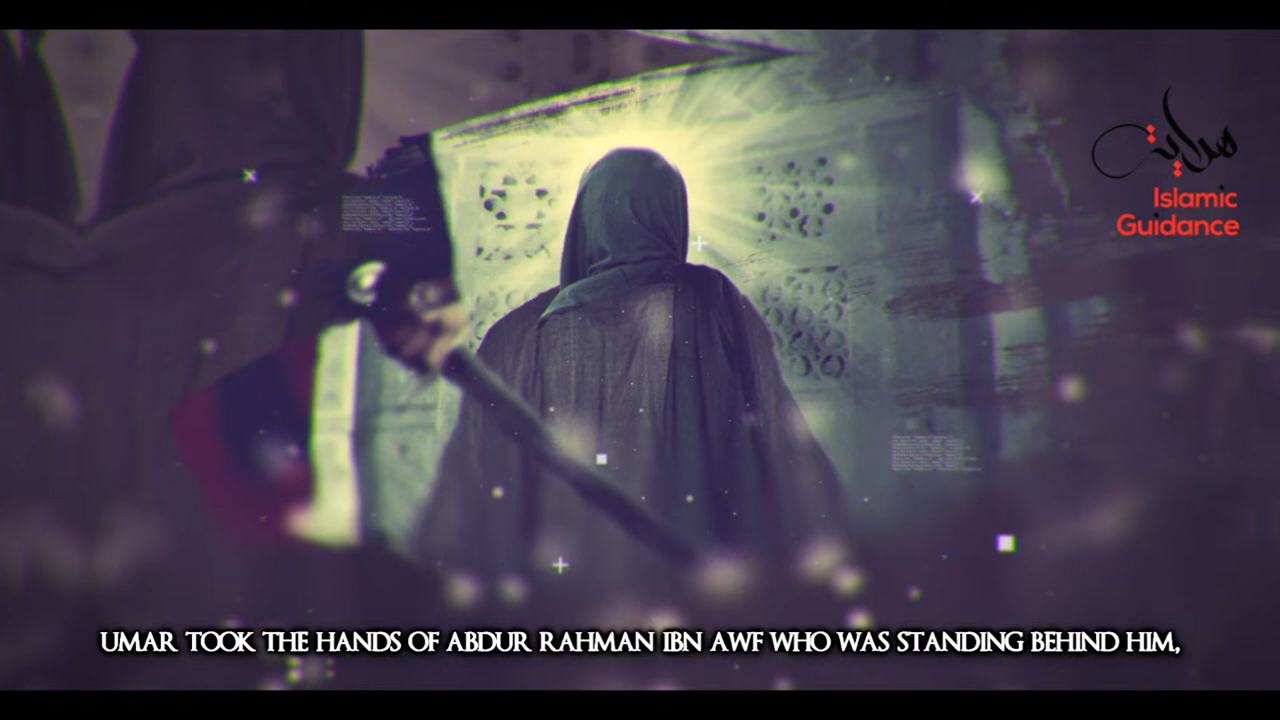 هداية
Islamic
Guidance
UMAR TOOK THE HANDS OF ABDUR RAHMAN IBN AWF WHO WAS STANDING BEHIND HIM,